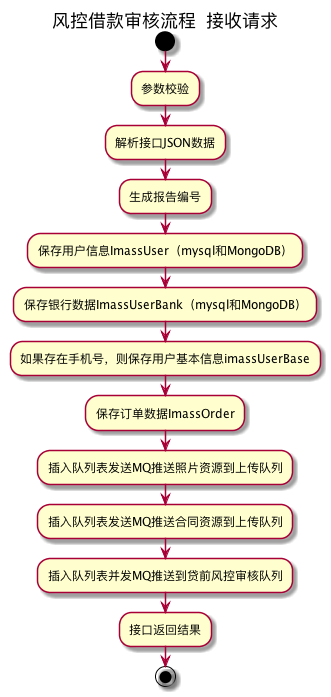 风控借款审核流程 接收请求
参数校验
解析接口JSON数据
生成报告编号
保存用户信息ImassUser（mysql和MongoDB）
保存银行数据ImassUserBank（mysql和MongoDB）
如果存在手机号，则保存用户基本信息imassUserBase
保存订单数据ImassOrder
插入队列表发送MQ推送照片资源到上传队列
插入队列表发送MQ推送合同资源到上传队列
插入队列表并发MQ推送到贷前风控审核队列
接口返回结果